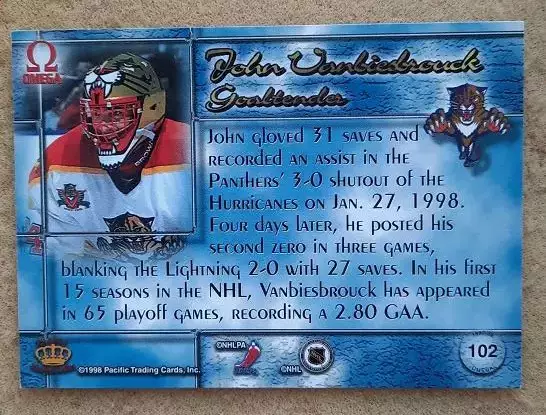 OMEGA
John Vanbiesbrouck
Goaltender
John gloved 31 saves and
recorded an assist in the
Panthers' 3-0 shutout of the
Hurricanes on Jan. 27, 1998.
Four days later, he posted his
second zero in three games,
blanking the Lightning 2-0 with 27 saves. In his first
15 seasons in the NHL, Vanbiesbrouck has appeared
in 65 playoff games, recording a 2.80 GAA.
©1998 Pacific Trading Cards, Inc.
©NHLPA
©NHL
102